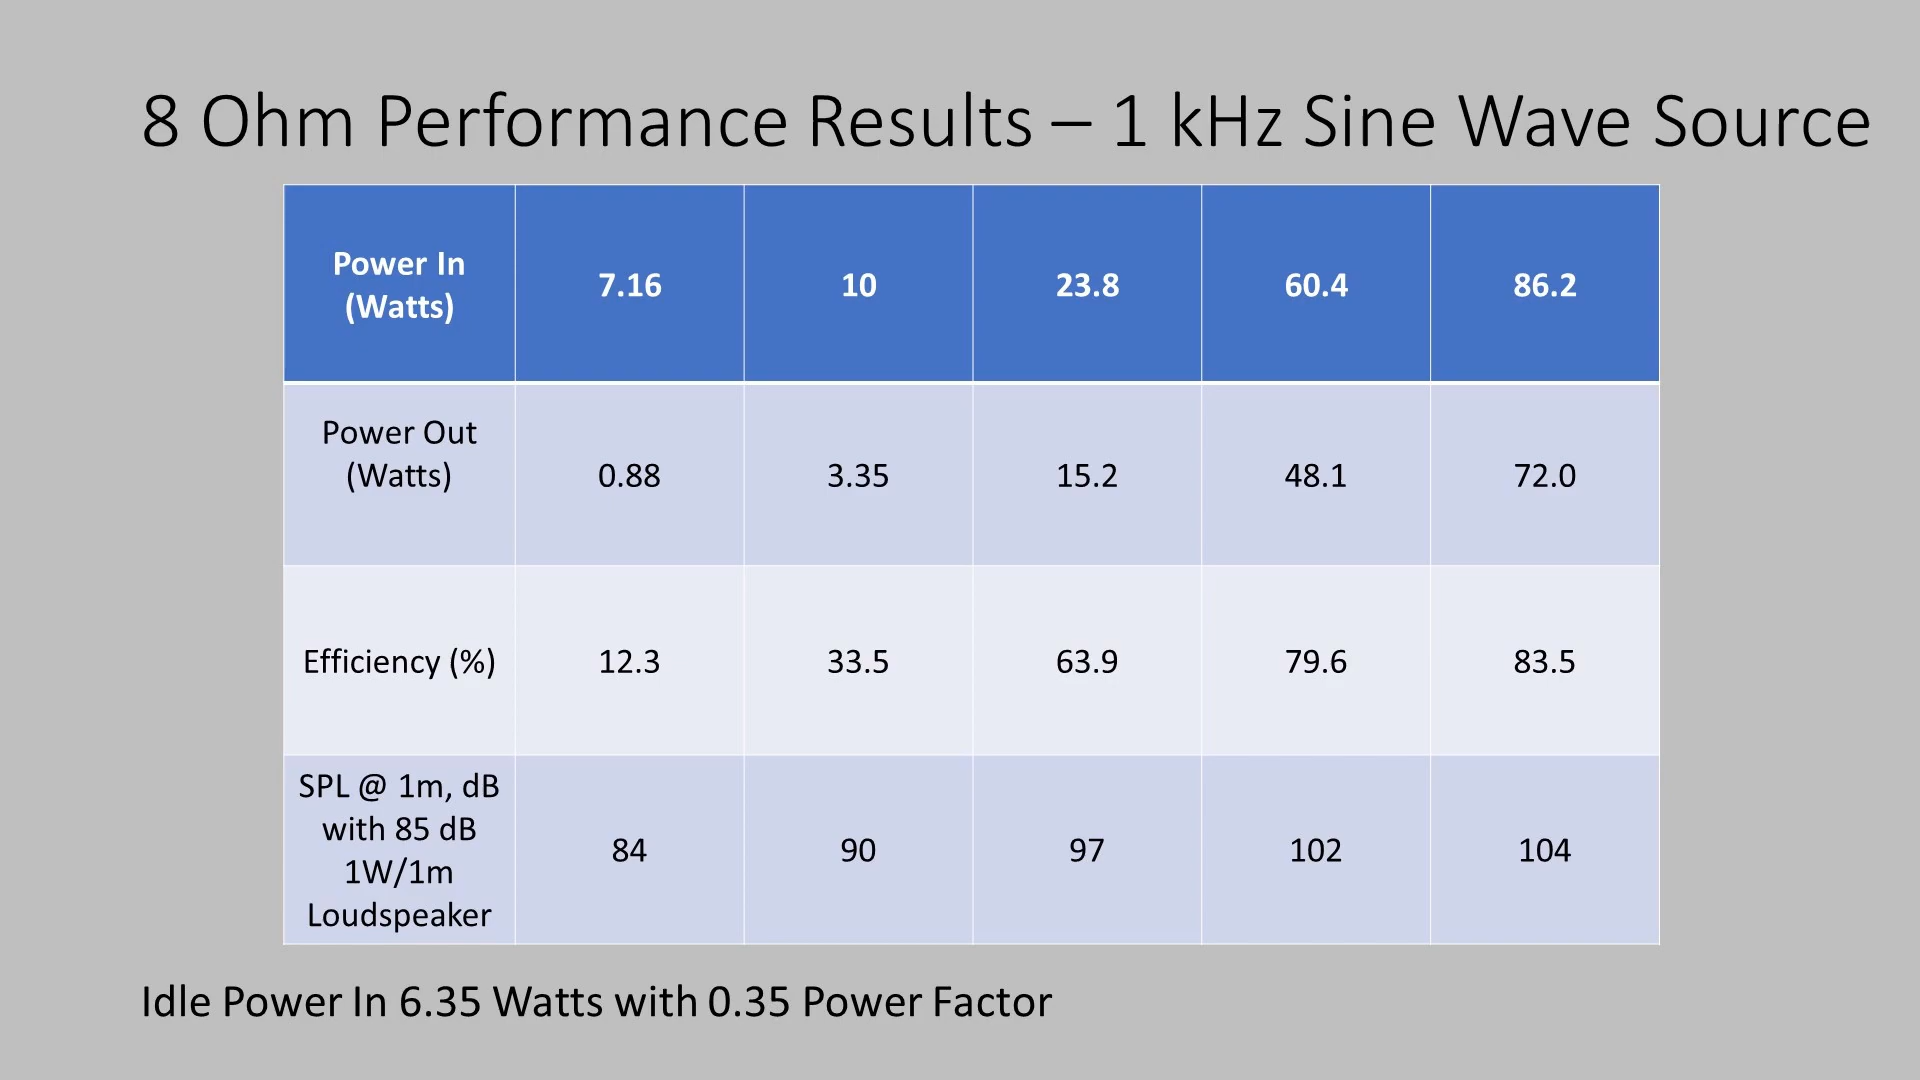 8 Ohm Performance Results – 1 kHz Sine Wave Source
Power In
(Watts)
7.16
10
23.8
60.4
86.2
Power Out
(Watts)
0.88
3.35
15.2
48.1
72.0
Efficiency (%)
12.3
33.5
63.9
79.6
83.5
SPL @ 1m, dB
with 85 dB
1W/1m
Loudspeaker
84
90
97
102
104
Idle Power In 6.35 Watts with 0.35 Power Factor